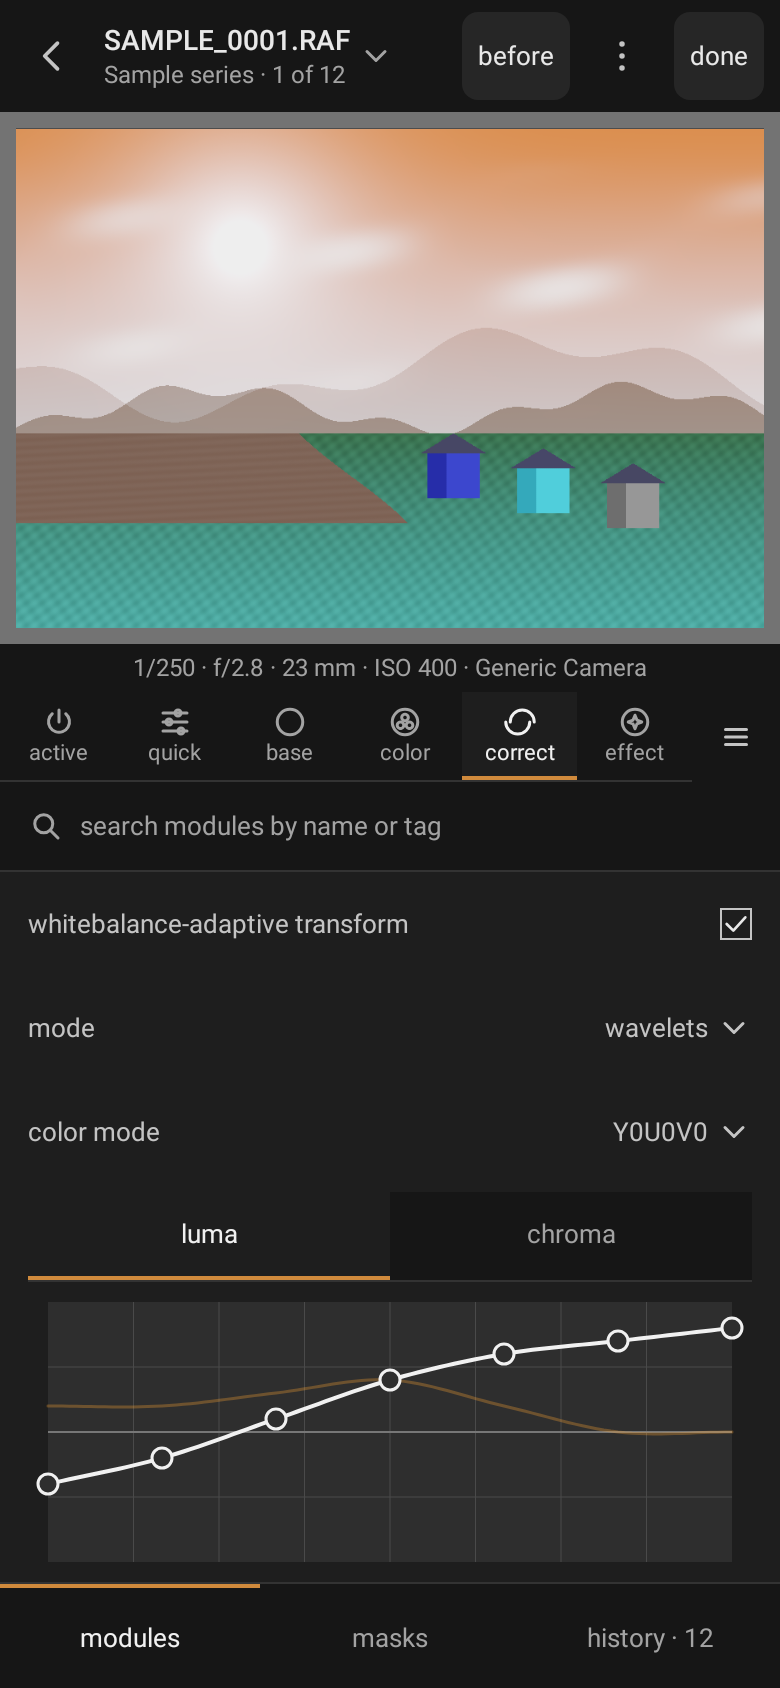 SAMPLE_0001.RAF
Sample series · 1 of 12
before
done
1/250 · f/2.8 · 23 mm · ISO 400 · Generic Camera
active
quick
base
color
correct
effect
search modules by name or tag
whitebalance-adaptive transform
mode
wavelets
color mode
Y0U0V0
luma
chroma
modules
masks
history · 12